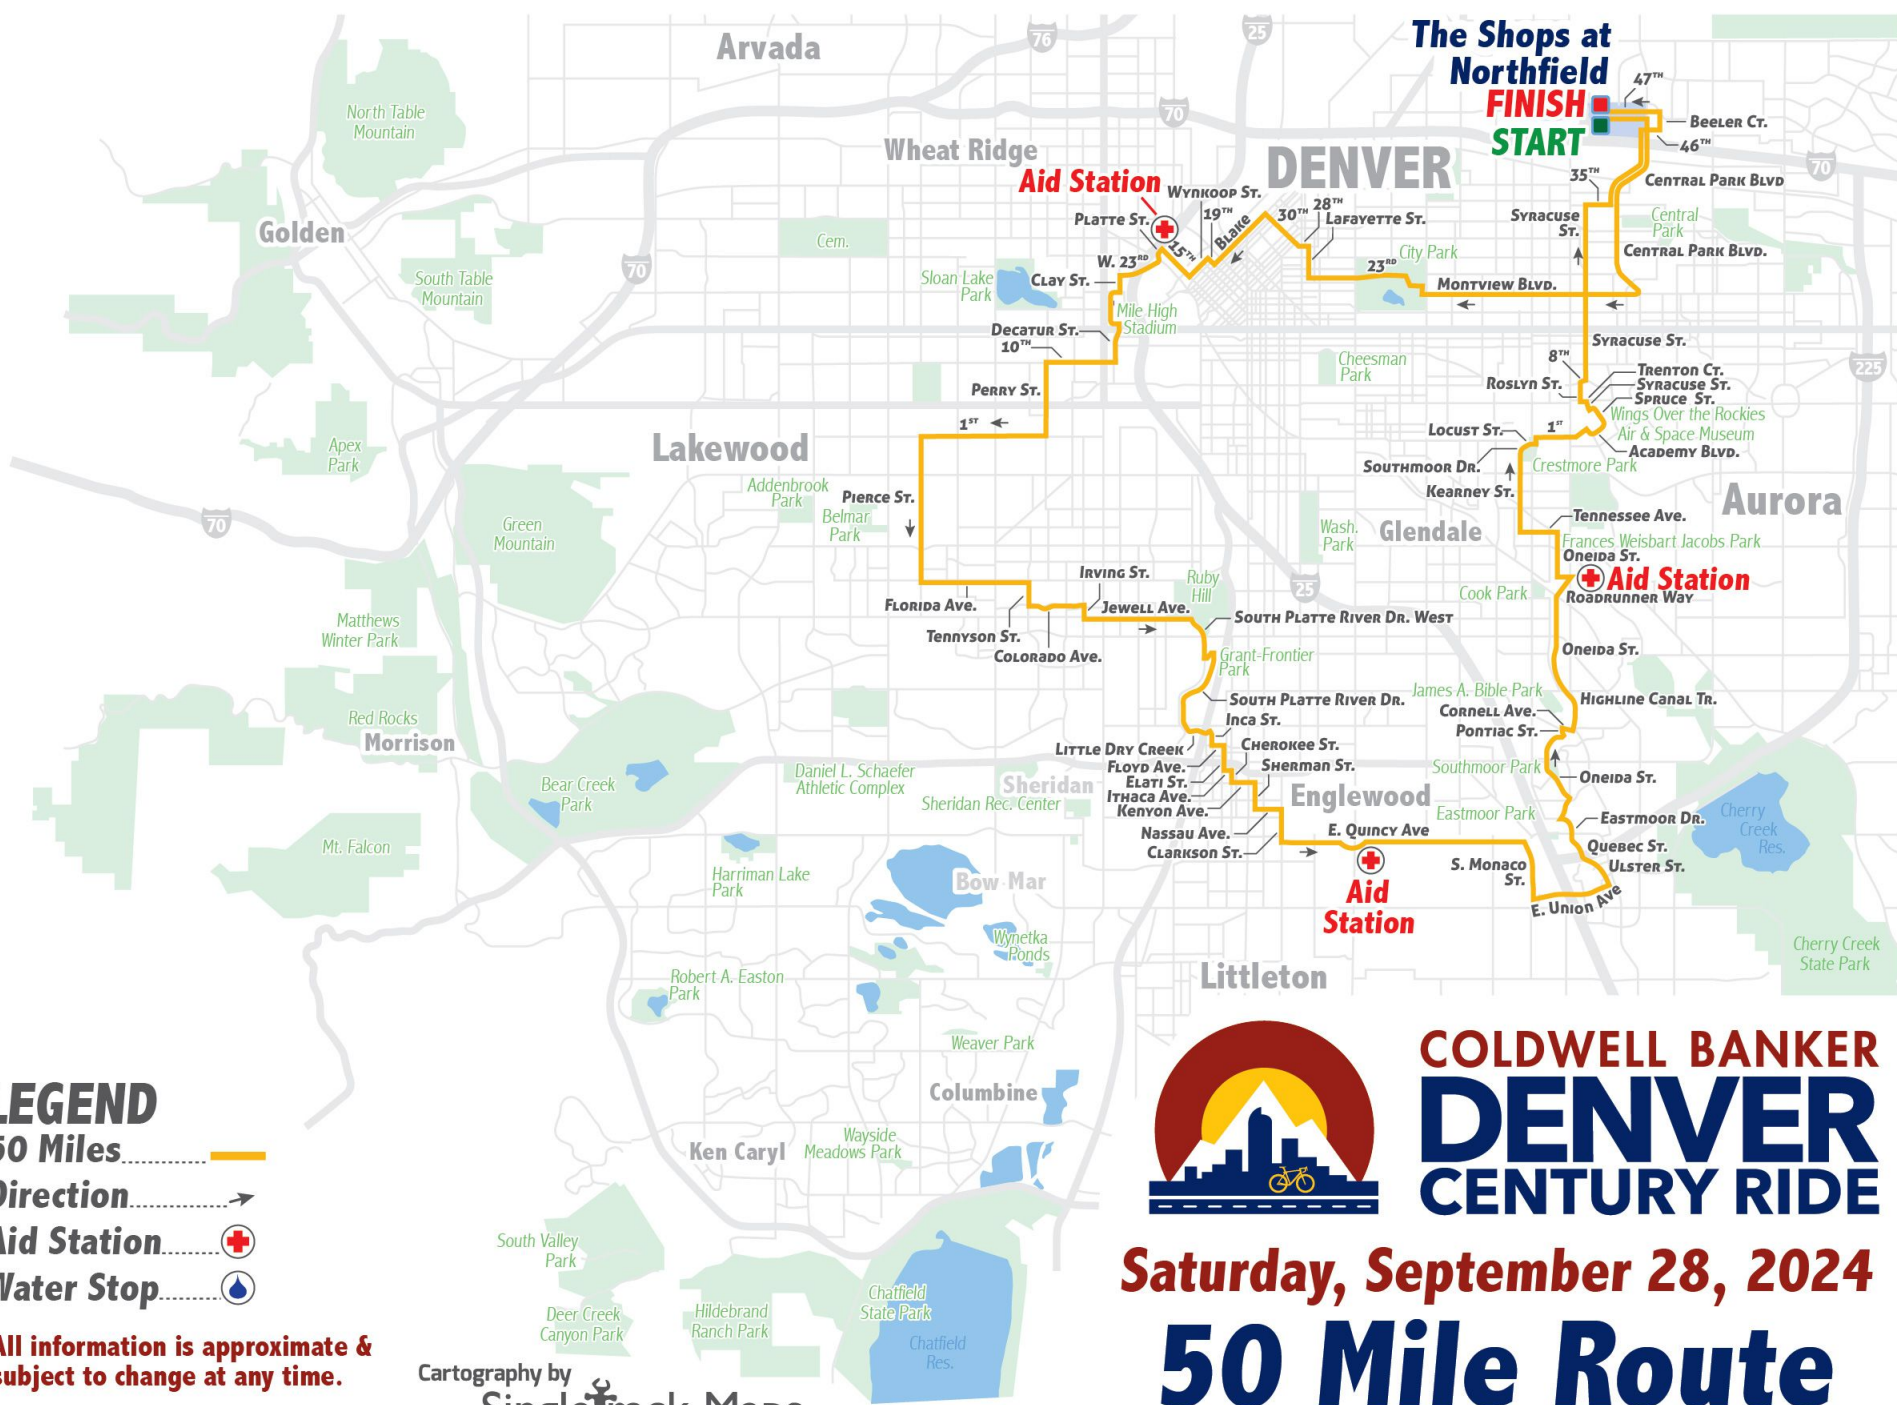 The Shops at
Northfield
FINISH
START
47TH
BEELER CT.
46TH
70
35TH
CENTRAL PARK BLVD
SYRACUSE
ST.
Central
Park
CENTRAL PARK BLVD.
Arvada
76
25
70
North Table
Mountain
Wheat Ridge
DENVER
Aid Station
WYNKOOP ST.
PLATTE ST.
19TH
BLAKE
30TH
28TH
LAFAYETTE ST.
15TH
W. 23RD
23RD
City Park
MONTVIEW BLVD.
Golden
70
Cem.
South Table
Mountain
Sloan Lake
Park
CLAY ST.
Mile High
Stadium
DECATUR ST.
10TH
Cheesman
Park
SYRACUSE ST.
8TH
TRENTON CT.
ROSLYN ST.
SYRACUSE ST.
SPRUCE ST.
225
Wings Over the Rockies
Air & Space Museum
PERRY ST.
1ST
LOCUST ST.
1ST
ACADEMY BLVD.
Lakewood
SOUTHMOOR DR.
Crestmore Park
KEARNEY ST.
Aurora
Apex
Park
Addenbrook
Park
PIERCE ST.
Belmar
Park
70
Green
Mountain
Wash.
Park
Glendale
TENNESSEE AVE.
Frances Weisbart Jacobs Park
ONEIDA ST.
Aid Station
ROADRUNNER WAY
Cook Park
IRVING ST.
Ruby
Hill
25
FLORIDA AVE.
JEWELL AVE.
SOUTH PLATTE RIVER DR. WEST
TENNYSON ST.
COLORADO AVE.
Matthews
Winter Park
Grant-Frontier
Park
ONEIDA ST.
Red Rocks
Morrison
SOUTH PLATTE RIVER DR.
James A. Bible Park
HIGHLINE CANAL TR.
INCA ST.
CORNELL AVE.
PONTIAC ST.
LITTLE DRY CREEK
CHEROKEE ST.
FLOYD AVE.
SHERMAN ST.
ELATI ST.
ITHACA AVE.
KENYON AVE.
Southmoor Park
ONEIDA ST.
Bear Creek
Park
Daniel L. Schaefer
Athletic Complex
Sheridan
Sheridan Rec. Center
Englewood
Eastmoor Park
EASTMOOR DR.
Cherry
Creek
Res.
NASSAU AVE.
E. QUINCY AVE
CLARKSON ST.
QUEBEC ST.
ULSTER ST.
S. MONACO
ST.
E. UNION AVE
Mt. Falcon
Aid
Station
Harriman Lake
Park
Bow Mar
Wynetka
Ponds
Cherry Creek
State Park
Robert A. Easton
Park
Littleton
Weaver Park
Columbine
Ken Caryl
Wayside
Meadows Park
South Valley
Park
Deer Creek
Canyon Park
Hildebrand
Ranch Park
Chatfield
State Park
Chatfield
Res.
LEGEND
50 Miles
Direction
Aid Station
Water Stop
All information is approximate &
subject to change at any time.
Cartography by
COLDWELL BANKER
DENVER
CENTURY RIDE
Saturday, September 28, 2024
50 Mile Route